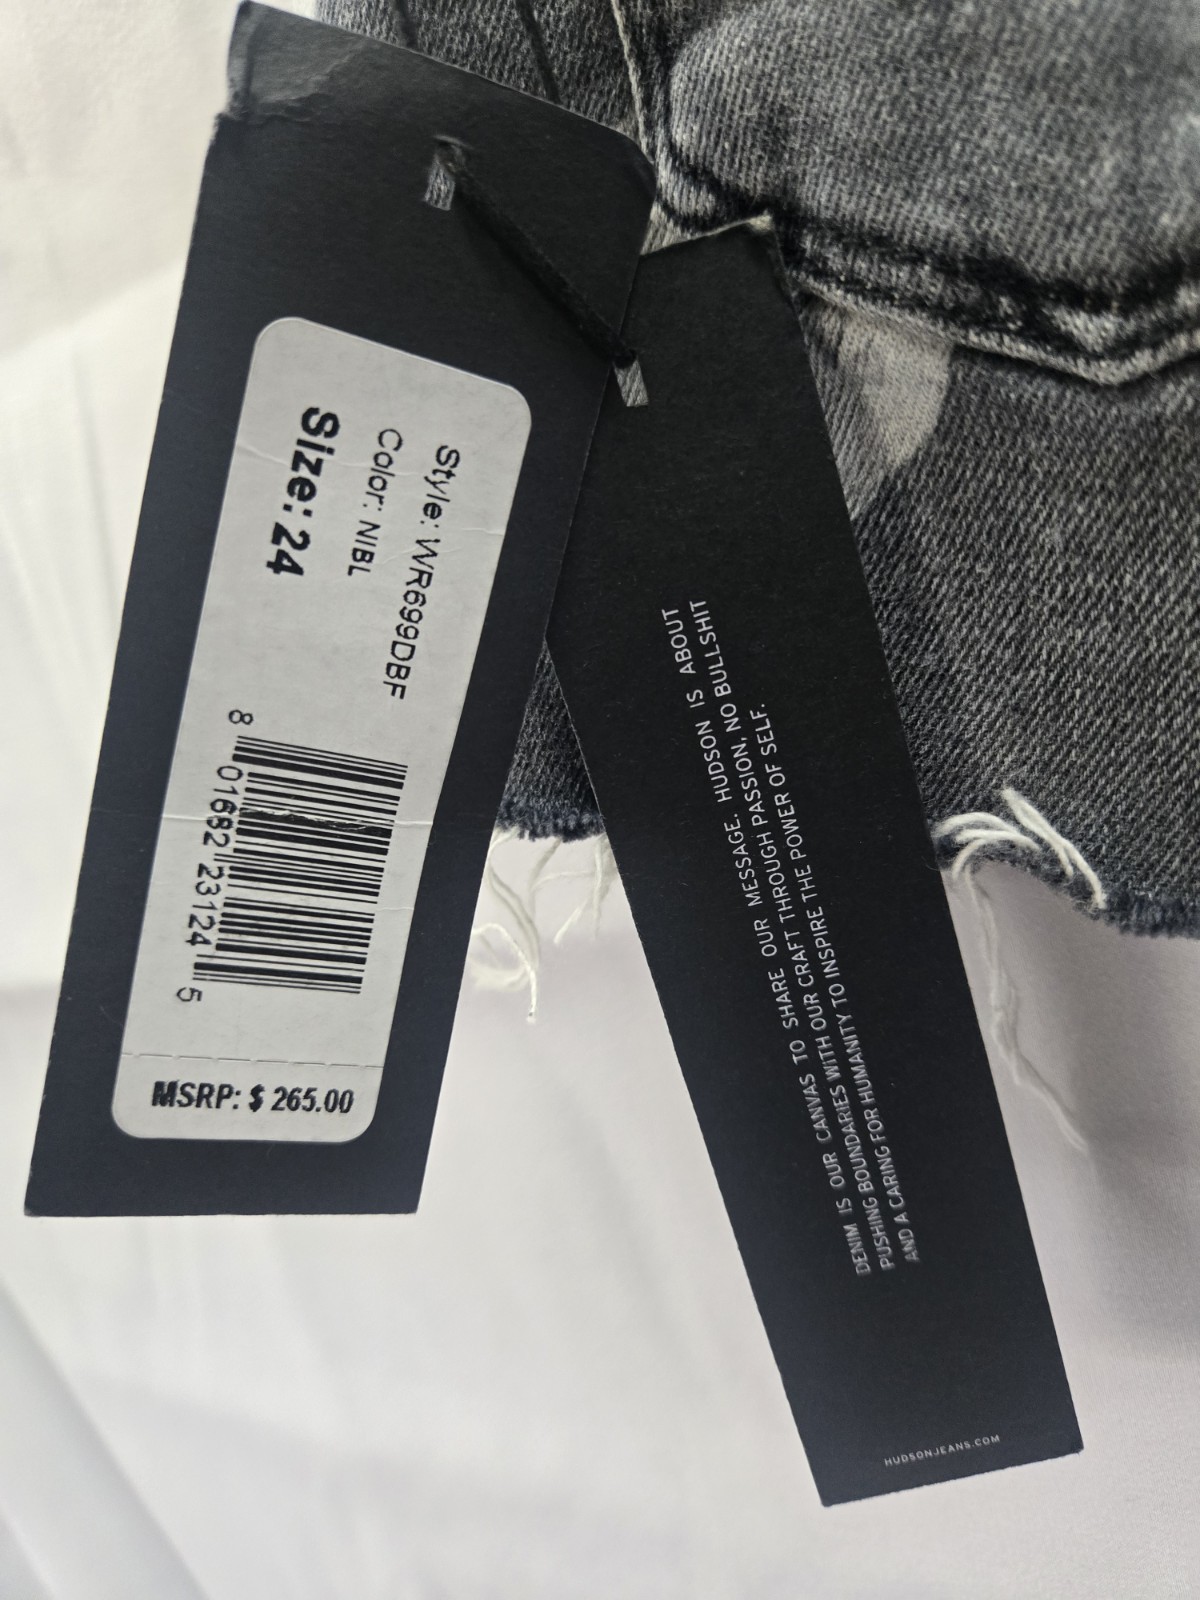 Style: WR699DBF
Color: NIBL
Size: 24
8 01682 23124 5
MSRP: $ 265.00
DENIM IS OUR CANVAS TO SHARE OUR MESSAGE. HUDSON IS ABOUT
PUSHING BOUNDARIES WITH OUR CRAFT THROUGH PASSION, NO BULLSHIT
AND A CARING FOR HUMANITY TO INSPIRE THE POWER OF SELF.
HUDSONJEANS.COM